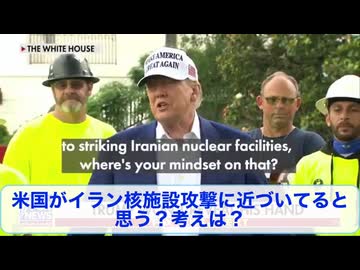 ▶ THE WHITE HOUSE
MAKE AMERICA
GREAT AGAIN
to striking Iranian nuclear facilities,
where's your mindset on that?
米国がイラン核施設攻撃に近づいてると
思う？考えは？
NEWS
HAND